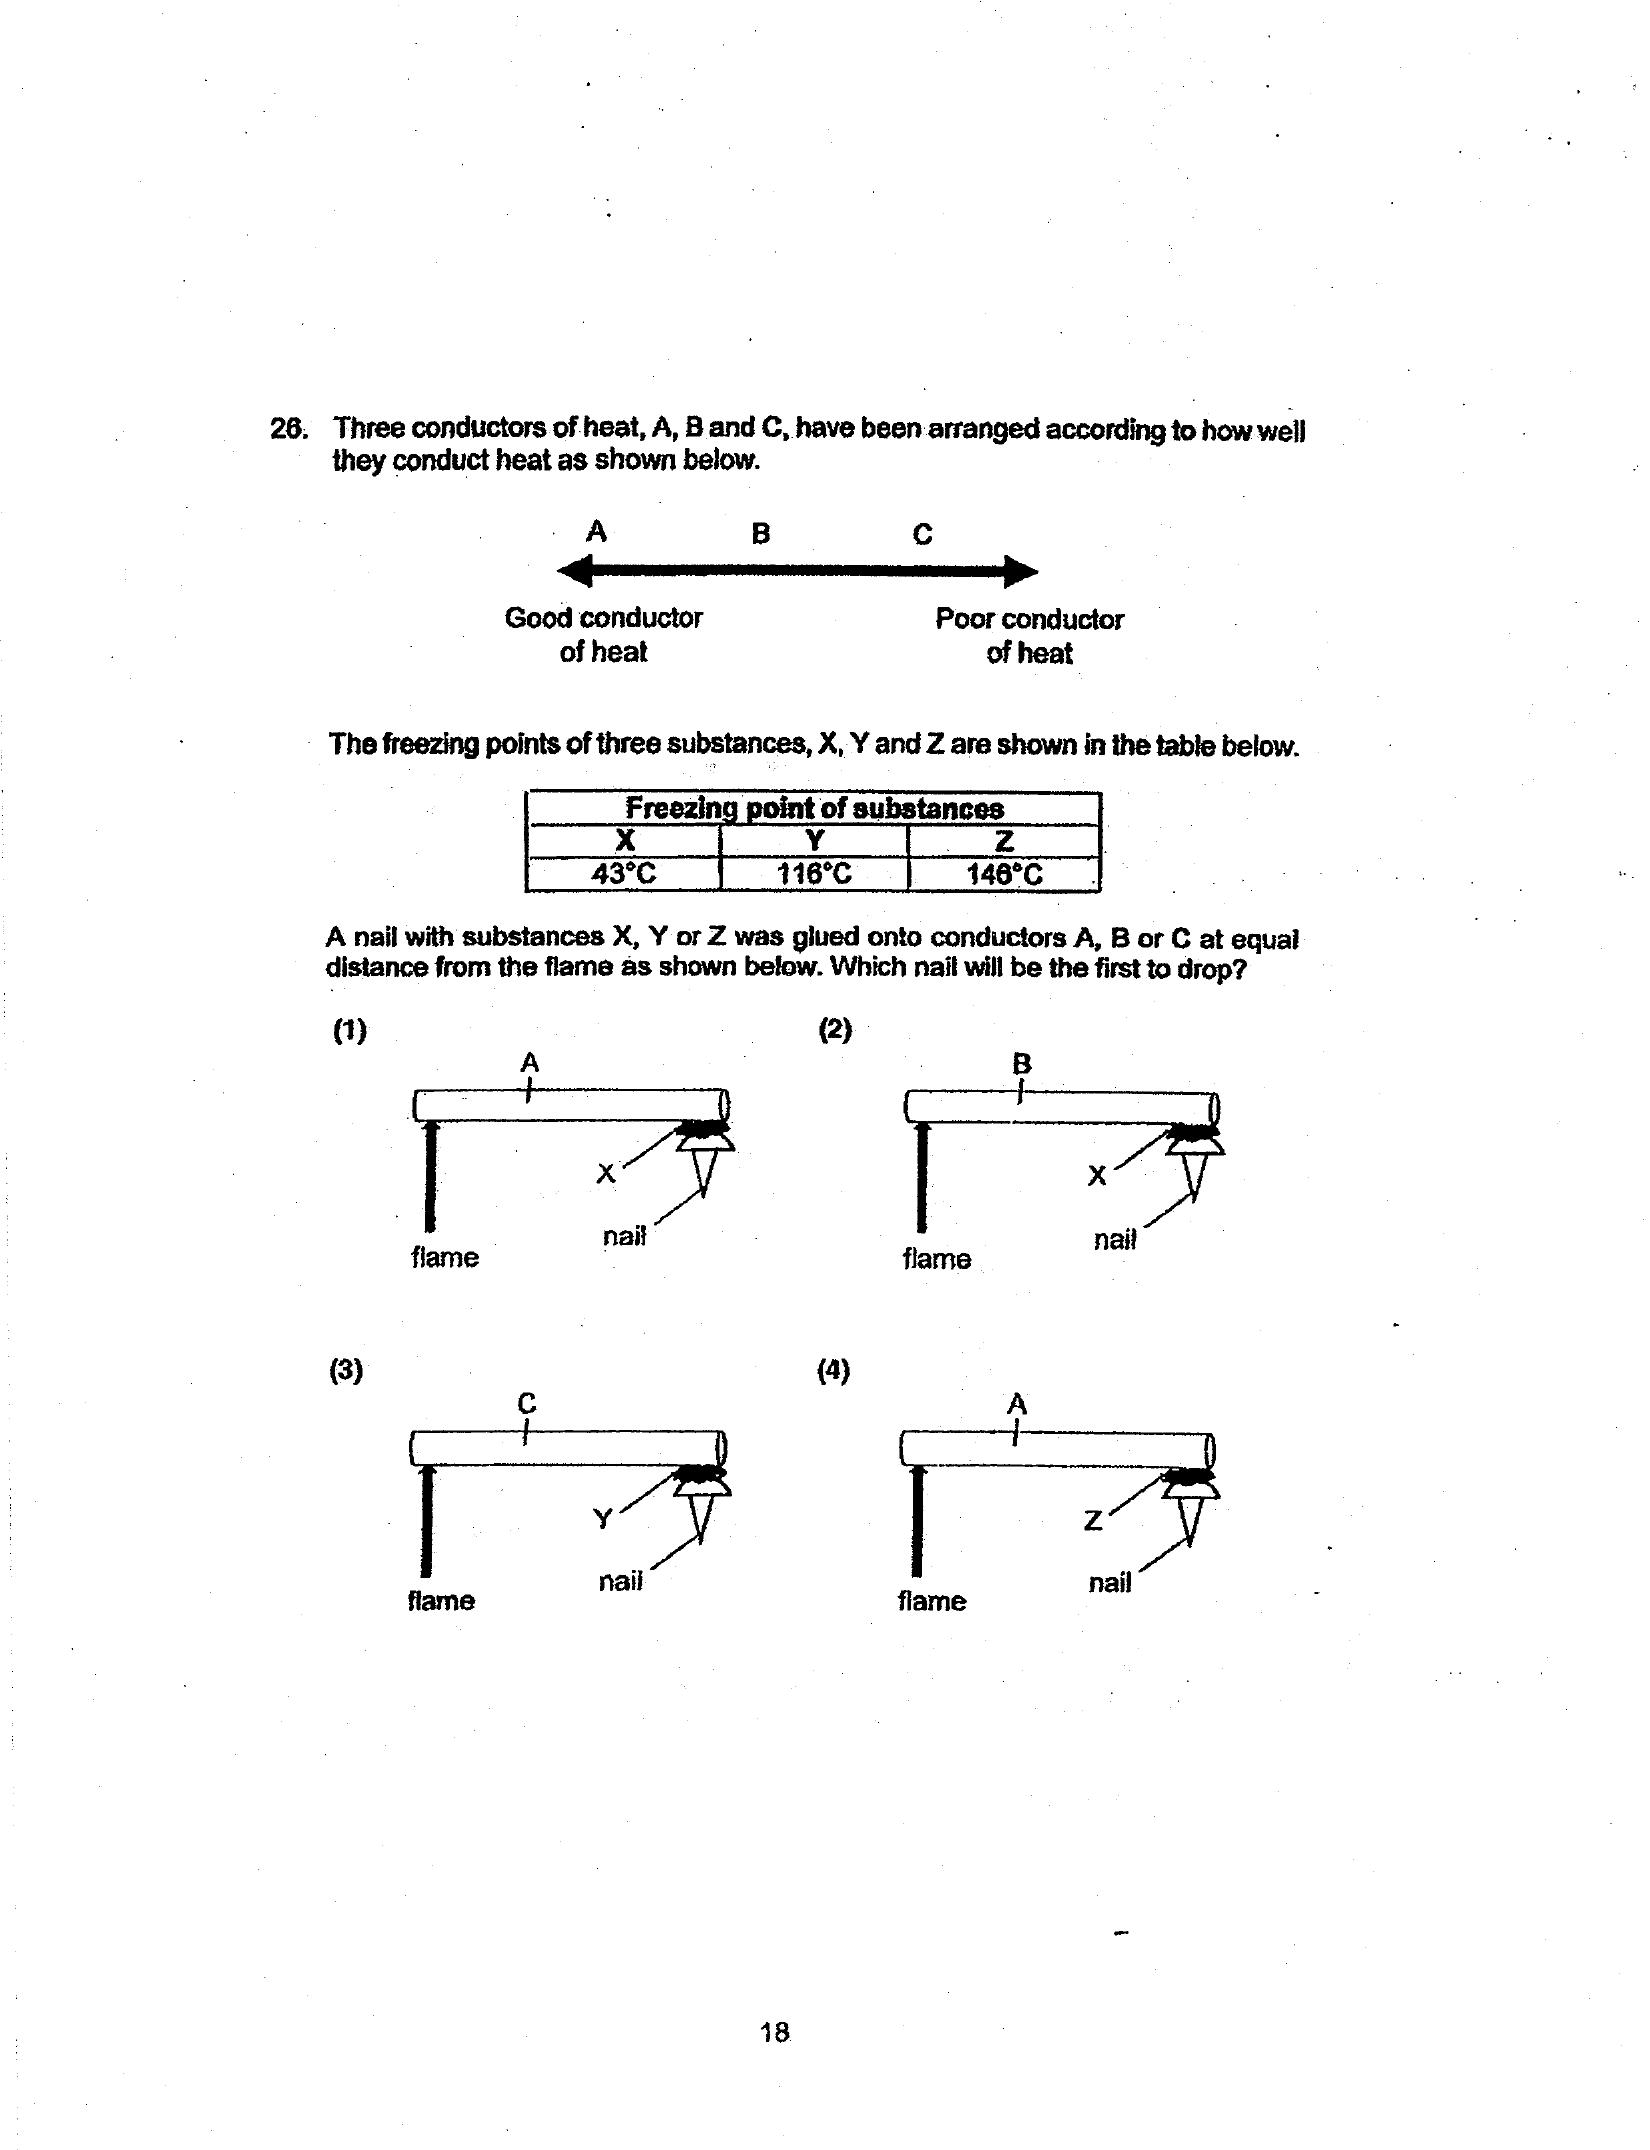 26. Three conductors of heat, A, B and C, have been arranged according to how well
they conduct heat as shown below.
A B C
Good conductor Poor conductor
of heat of heat
The freezing points of three substances, X, Y and Z are shown in the table below.
Freezing point of substances
X Y Z
43°C 116°C 146°C
A nail with substances X, Y or Z was glued onto conductors A, B or C at equal
distance from the flame as shown below. Which nail will be the first to drop?
(1) (2)
A B
X X
nail nail
flame flame
(3) (4)
C A
Y Z
nail nail
flame flame
18